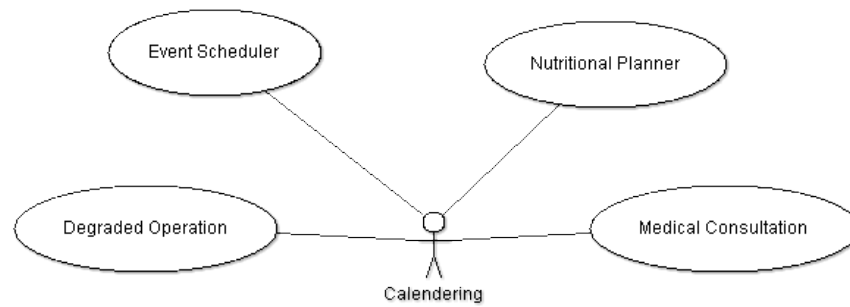 Event Scheduler
Nutritional Planner
Degraded Operation
Medical Consultation
Calendering